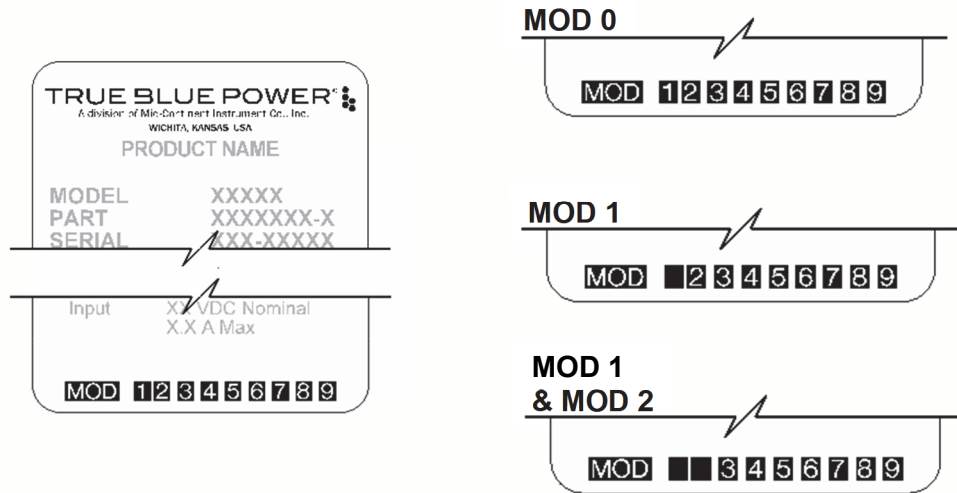 TRUE BLUE POWER®
A division of Mid-Continent Instrument Co., Inc.
WICHITA, KANSAS USA
PRODUCT NAME
MODEL XXXXX
PART XXXXXXX-X
SERIAL XXX-XXXXX
Input XX VDC Nominal
X.X A Max
MOD 1 2 3 4 5 6 7 8 9
MOD 0
MOD 1 2 3 4 5 6 7 8 9
MOD 1
MOD 2 3 4 5 6 7 8 9
MOD 1
& MOD 2
MOD 3 4 5 6 7 8 9